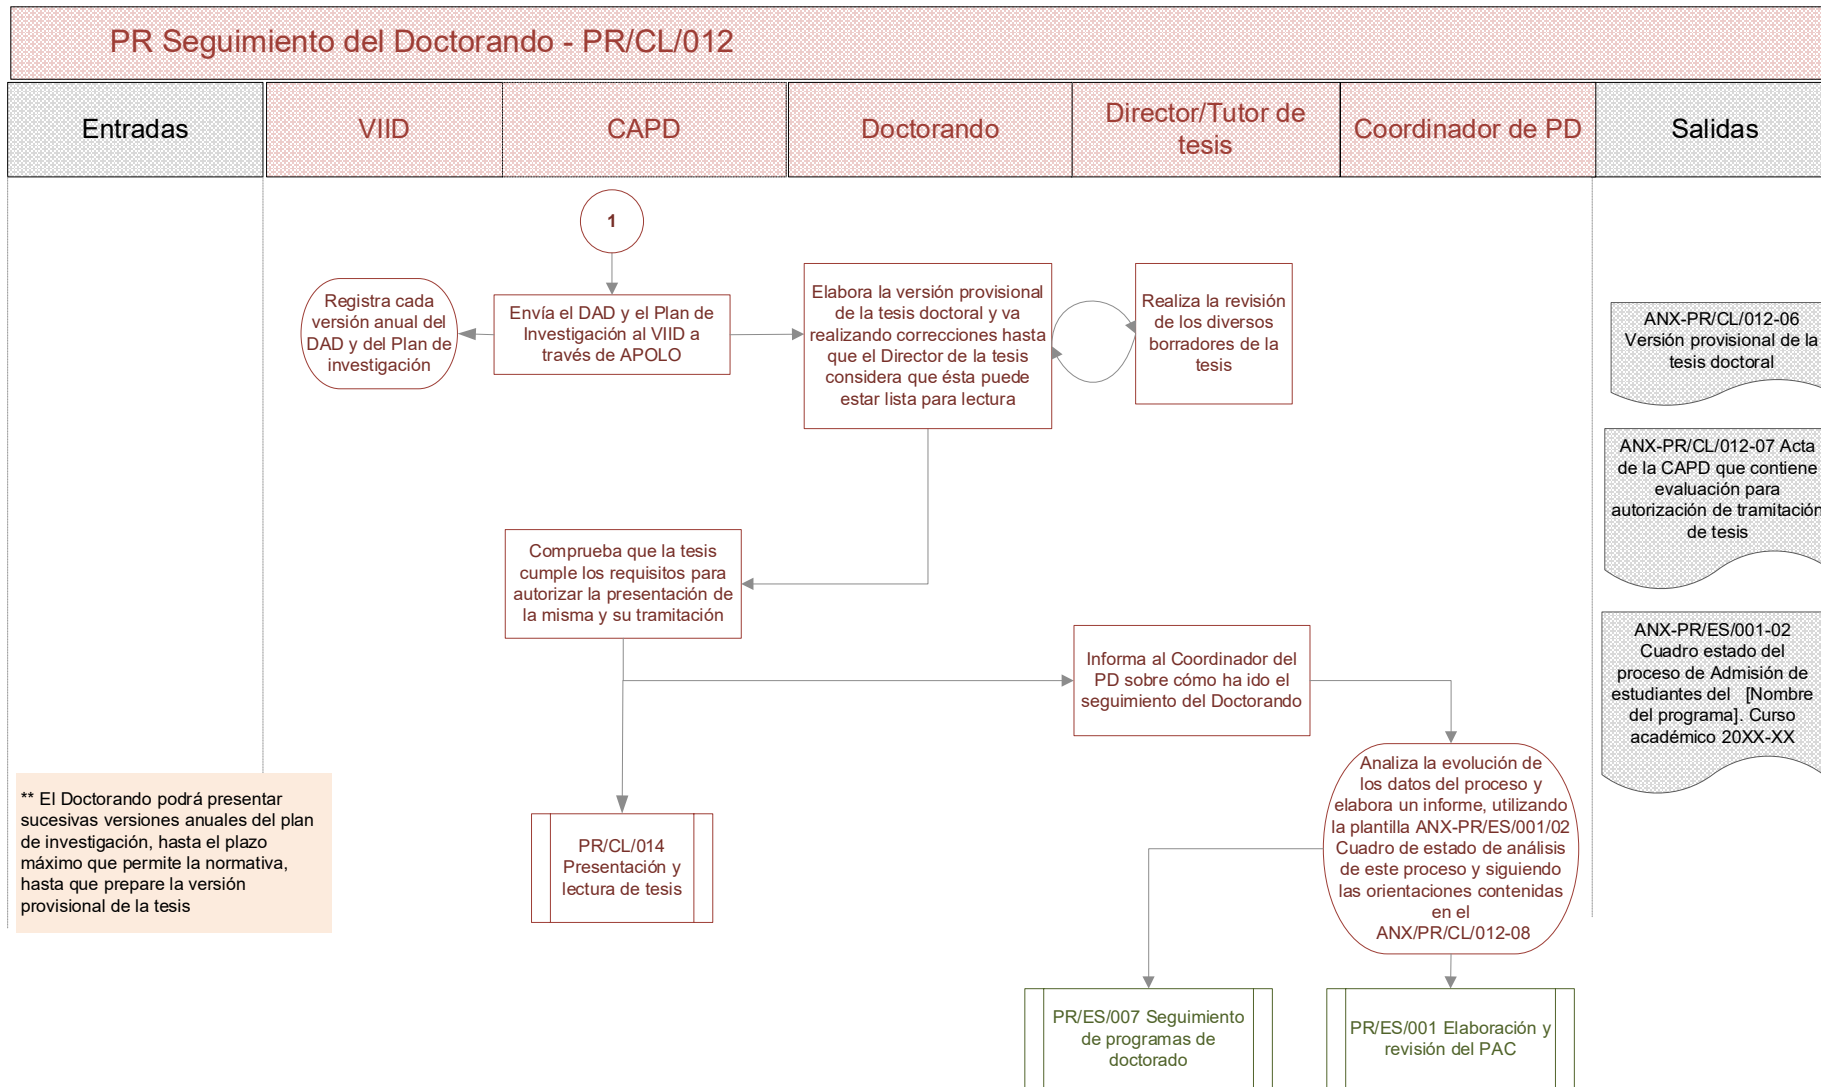 PR Seguimiento del Doctorando - PR/CL/012
Entradas
VIID
CAPD
Doctorando
Director/Tutor de
tesis
Coordinador de PD
Salidas
1
Registra cada
versión anual del
DAD y del Plan de
investigación
Envía el DAD y el Plan de
Investigación al VIID a
través de APOLO
Elabora la versión provisional
de la tesis doctoral y va
realizando correcciones hasta
que el Director de la tesis
considera que ésta puede
estar lista para lectura
Realiza la revisión
de los diversos
borradores de la
tesis
ANX-PR/CL/012-06
Versión provisional de la
tesis doctoral
ANX-PR/CL/012-07 Acta
de la CAPD que contiene
evaluación para
autorización de tramitación
de tesis
Comprueba que la tesis
cumple los requisitos para
autorizar la presentación de
la misma y su tramitación
Informa al Coordinador del
PD sobre cómo ha ido el
seguimiento del Doctorando
ANX-PR/ES/001-02
Cuadro estado del
proceso de Admisión de
estudiantes del [Nombre
del programa]. Curso
académico 20XX-XX
** El Doctorando podrá presentar
sucesivas versiones anuales del plan
de investigación, hasta el plazo
máximo que permite la normativa,
hasta que prepare la versión
provisional de la tesis
PR/CL/014
Presentación y
lectura de tesis
Analiza la evolución de
los datos del proceso y
elabora un informe, utilizando
la plantilla ANX-PR/ES/001/02
Cuadro de estado de análisis
de este proceso y siguiendo
las orientaciones contenidas
en el
ANX/PR/CL/012-08
PR/ES/007 Seguimiento
de programas de
doctorado
PR/ES/001 Elaboración y
revisión del PAC